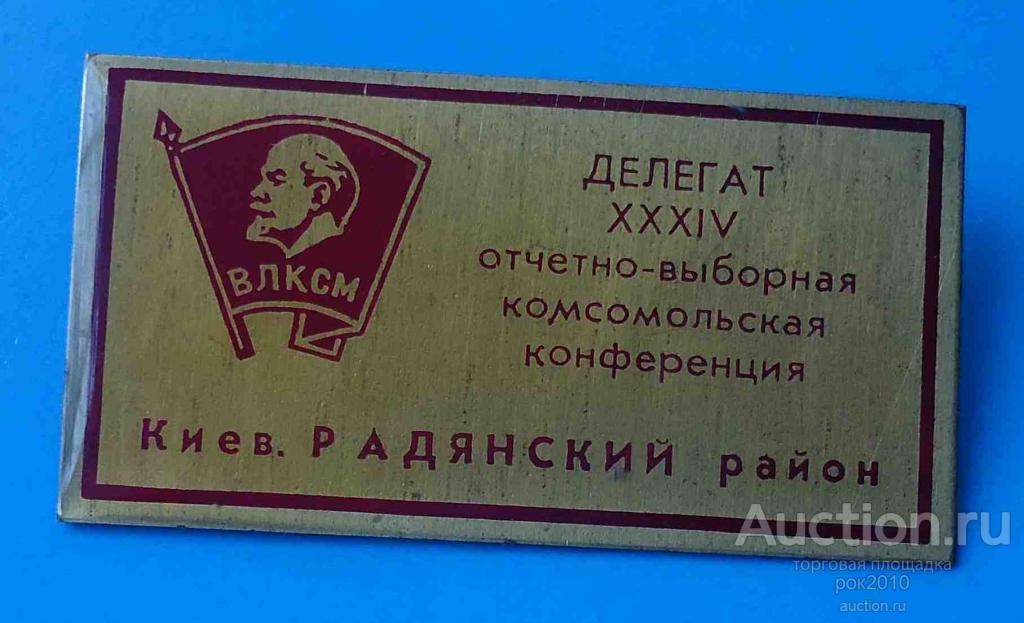 ВЛКСМ
ДЕЛЕГАТ
XXXIV
отчетно-выборная
комсомольская
конференция
Киев. РАДЯНСКИЙ район
Auction.ru
торговая площадка
рок2010
auction.ru